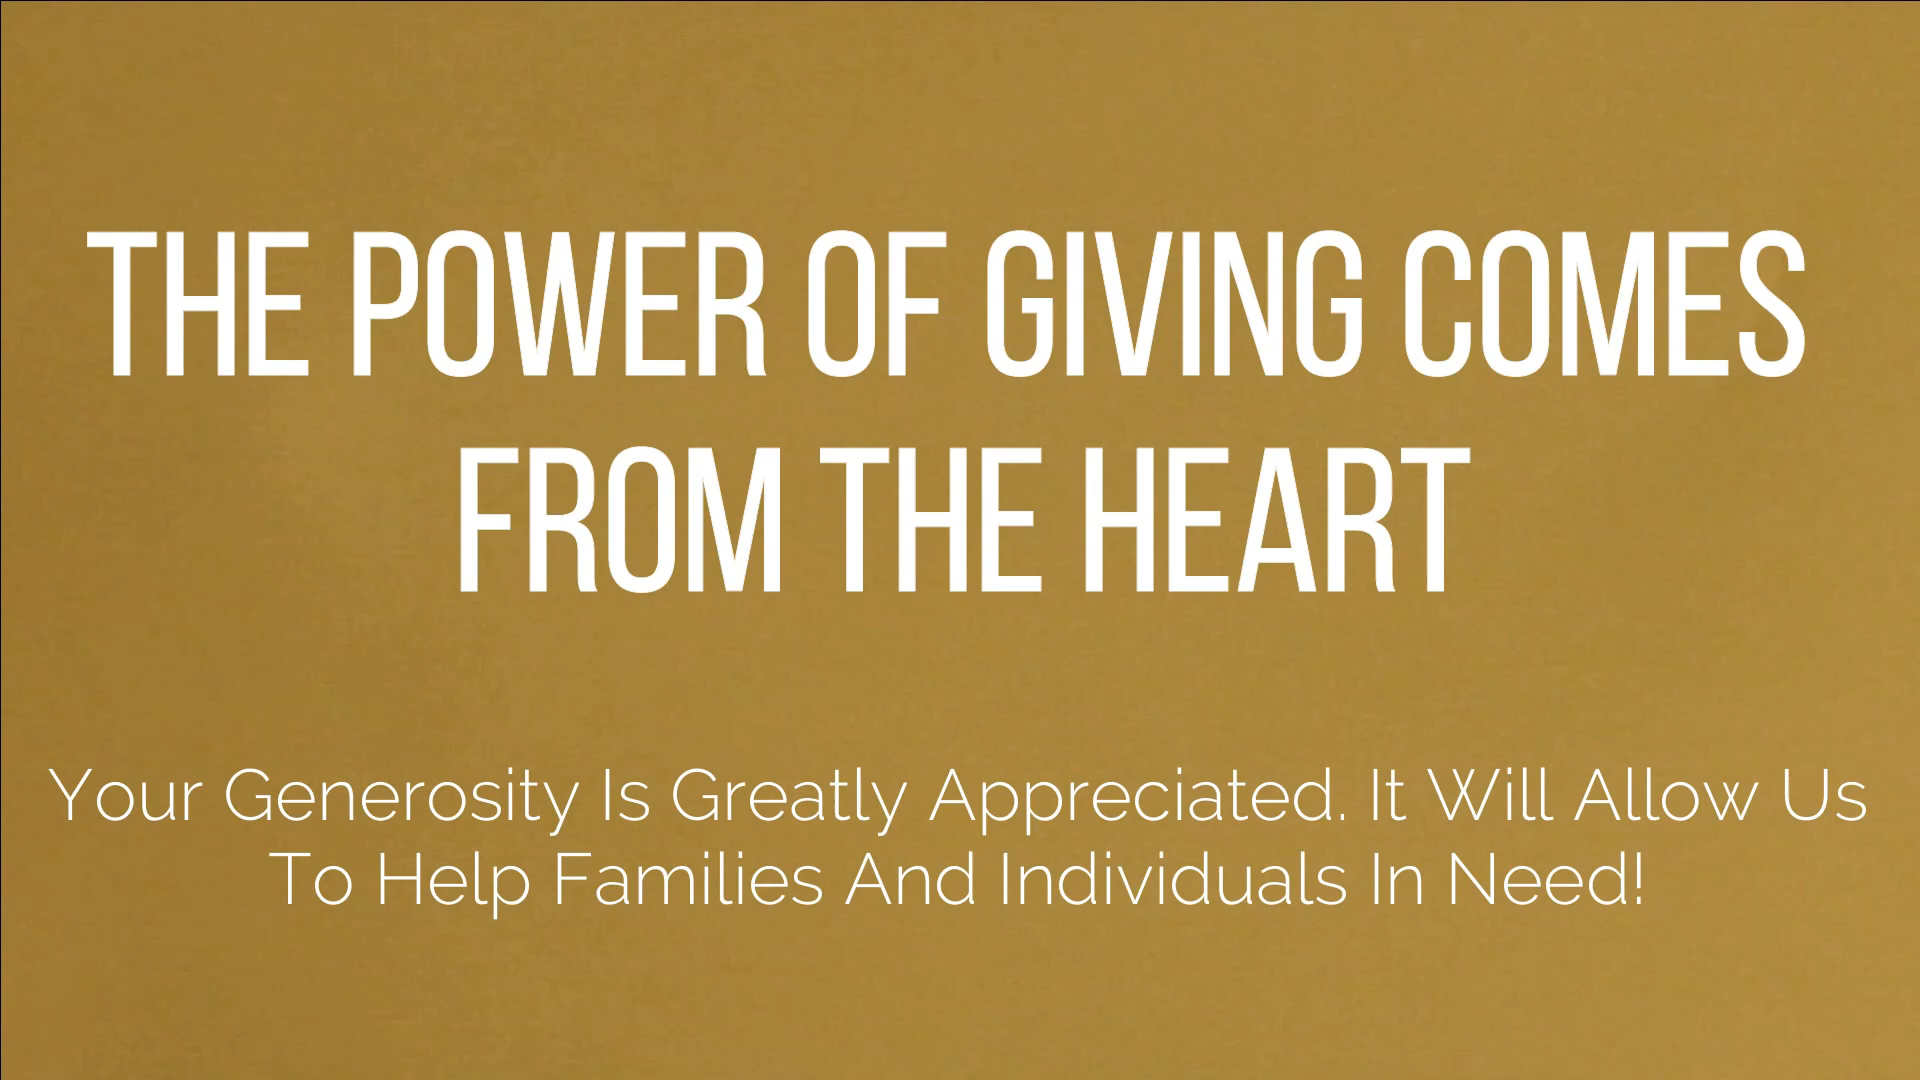 THE POWER OF GIVING COMES
FROM THE HEART
Your Generosity Is Greatly Appreciated. It Will Allow Us
To Help Families And Individuals In Need!